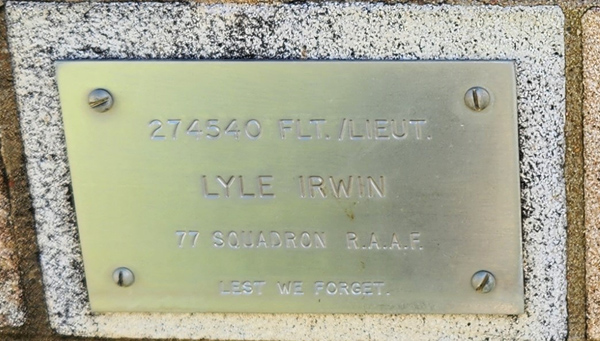 274540 FLT./LIEUT.
LYLE IRWIN
77 SQUADRON R.A.A.F.
LEST WE FORGET.